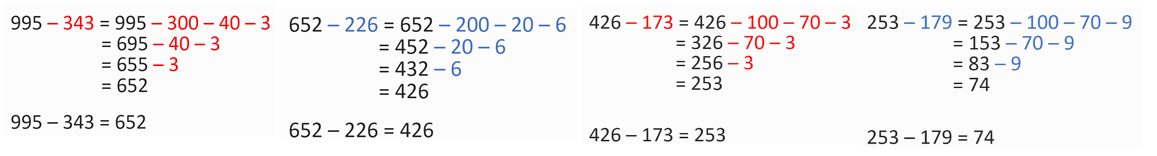 995 – 343 = 995 – 300 – 40 – 3
= 695 – 40 – 3
= 655 – 3
= 652
995 – 343 = 652
652 – 226 = 652 – 200 – 20 – 6
= 452 – 20 – 6
= 432 – 6
= 426
652 – 226 = 426
426 – 173 = 426 – 100 – 70 – 3
= 326 – 70 – 3
= 256 – 3
= 253
426 – 173 = 253
253 – 179 = 253 – 100 – 70 – 9
= 153 – 70 – 9
= 83 – 9
= 74
253 – 179 = 74